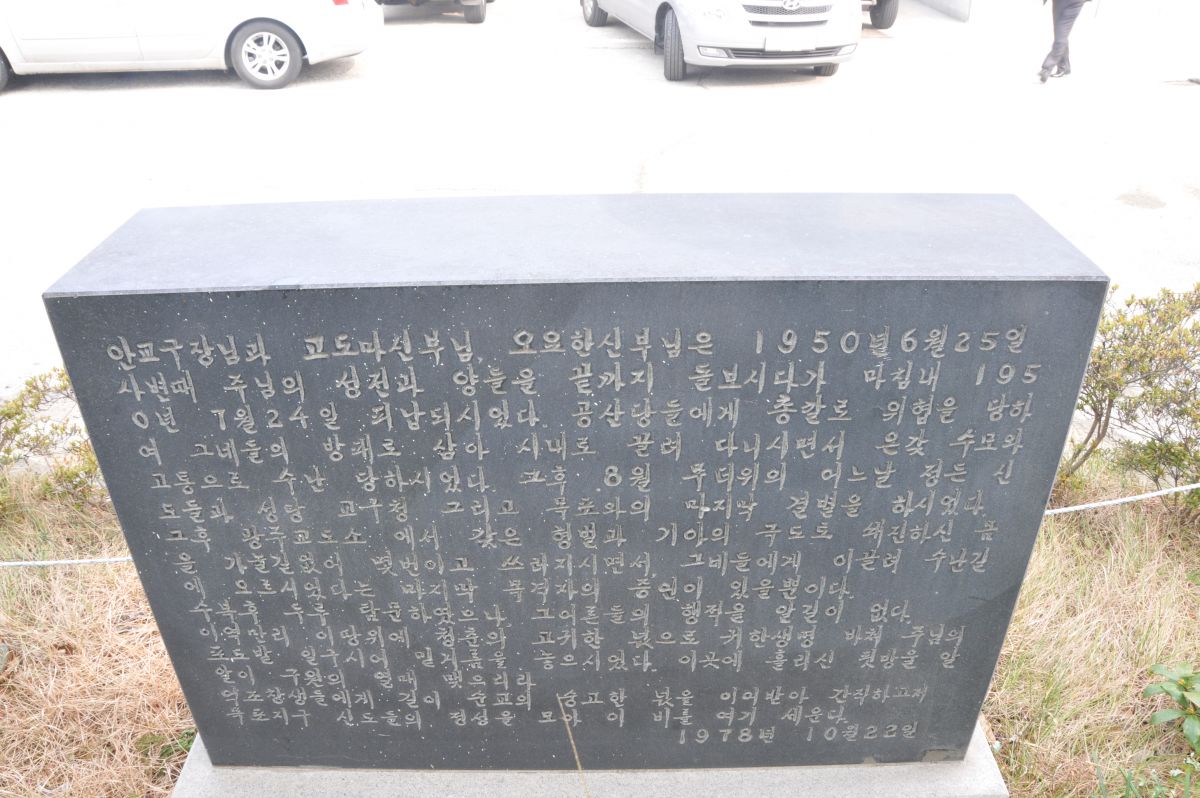 안교구장님과 고도마신부님, 오요한신부님은 1950년6월25일
사변때 주님의 성전과 양들을 끝까지 돌보시다가 마침내 195
0년 7월24일 피납되시었다. 공산당들에게 총칼로 위협을 당하
여 그네들의 방패로 삼아 시내로 끌려 다니시면서 온갖 수모와
고통으로 수난 당하시었다. 그후 8월 무더위의 어느날 정든 신
도들과 성당 교구청 그리고 목포와의 마지막 결별을 하시었다.
그후 광주교도소 에서 갖은 형벌과 기아의 극도로 쇄진하신 몸
을 가눌길없어 몇번이고 쓰러지시면서, 그네들에게 이끌려 수난길
에 오르시었다는 마지막 목격자의 증언이 있을뿐이다.
수복후 두루 탐문하였으나, 그어른들의 행적을 알길이 없다.
이역만리 이땅위에 청춘의 고귀한 넋으로 귀한생명 바쳐 주님의
포도밭 일구시어 밑거름을 놓으시었다. 이곳에 흘리신 핏방울 알
알이 구원의 열매 맺으리라
약조잠생들에게 길이 순교의 숭고한 넋을 이어받아 간직하고저
목포지구 신도들의 정성을 모아 이 비를 여기 세운다.
1978년 10월22일